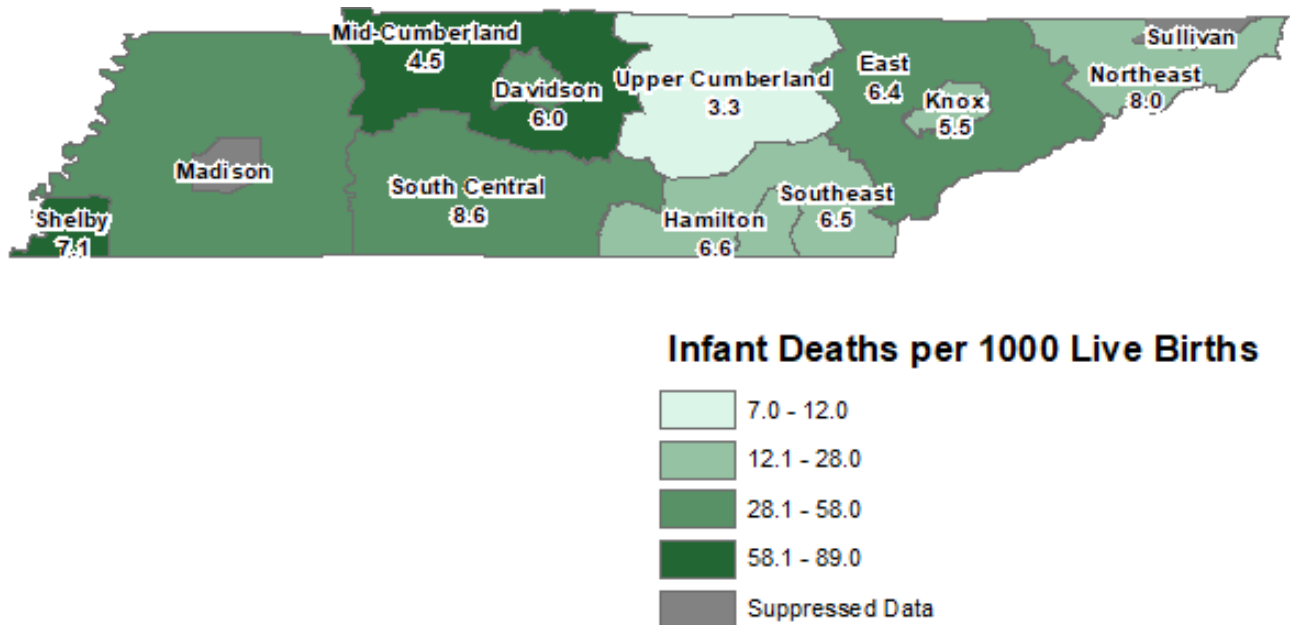 Mid-Cumberland
4.5
Davidson
6.0
Upper Cumberland
3.3
East
6.4
Knox
5.5
Sullivan
Northeast
8.0
Madison
South Central
8.6
Southeast
6.5
Hamilton
6.6
Shelby
7.1
Infant Deaths per 1000 Live Births
7.0 - 12.0
12.1 - 28.0
28.1 - 58.0
58.1 - 89.0
Suppressed Data